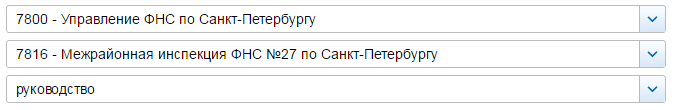 7800 - Управление ФНС по Санкт-Петербургу
7816 - Межрайонная инспекция ФНС №27 по Санкт-Петербургу
руководство